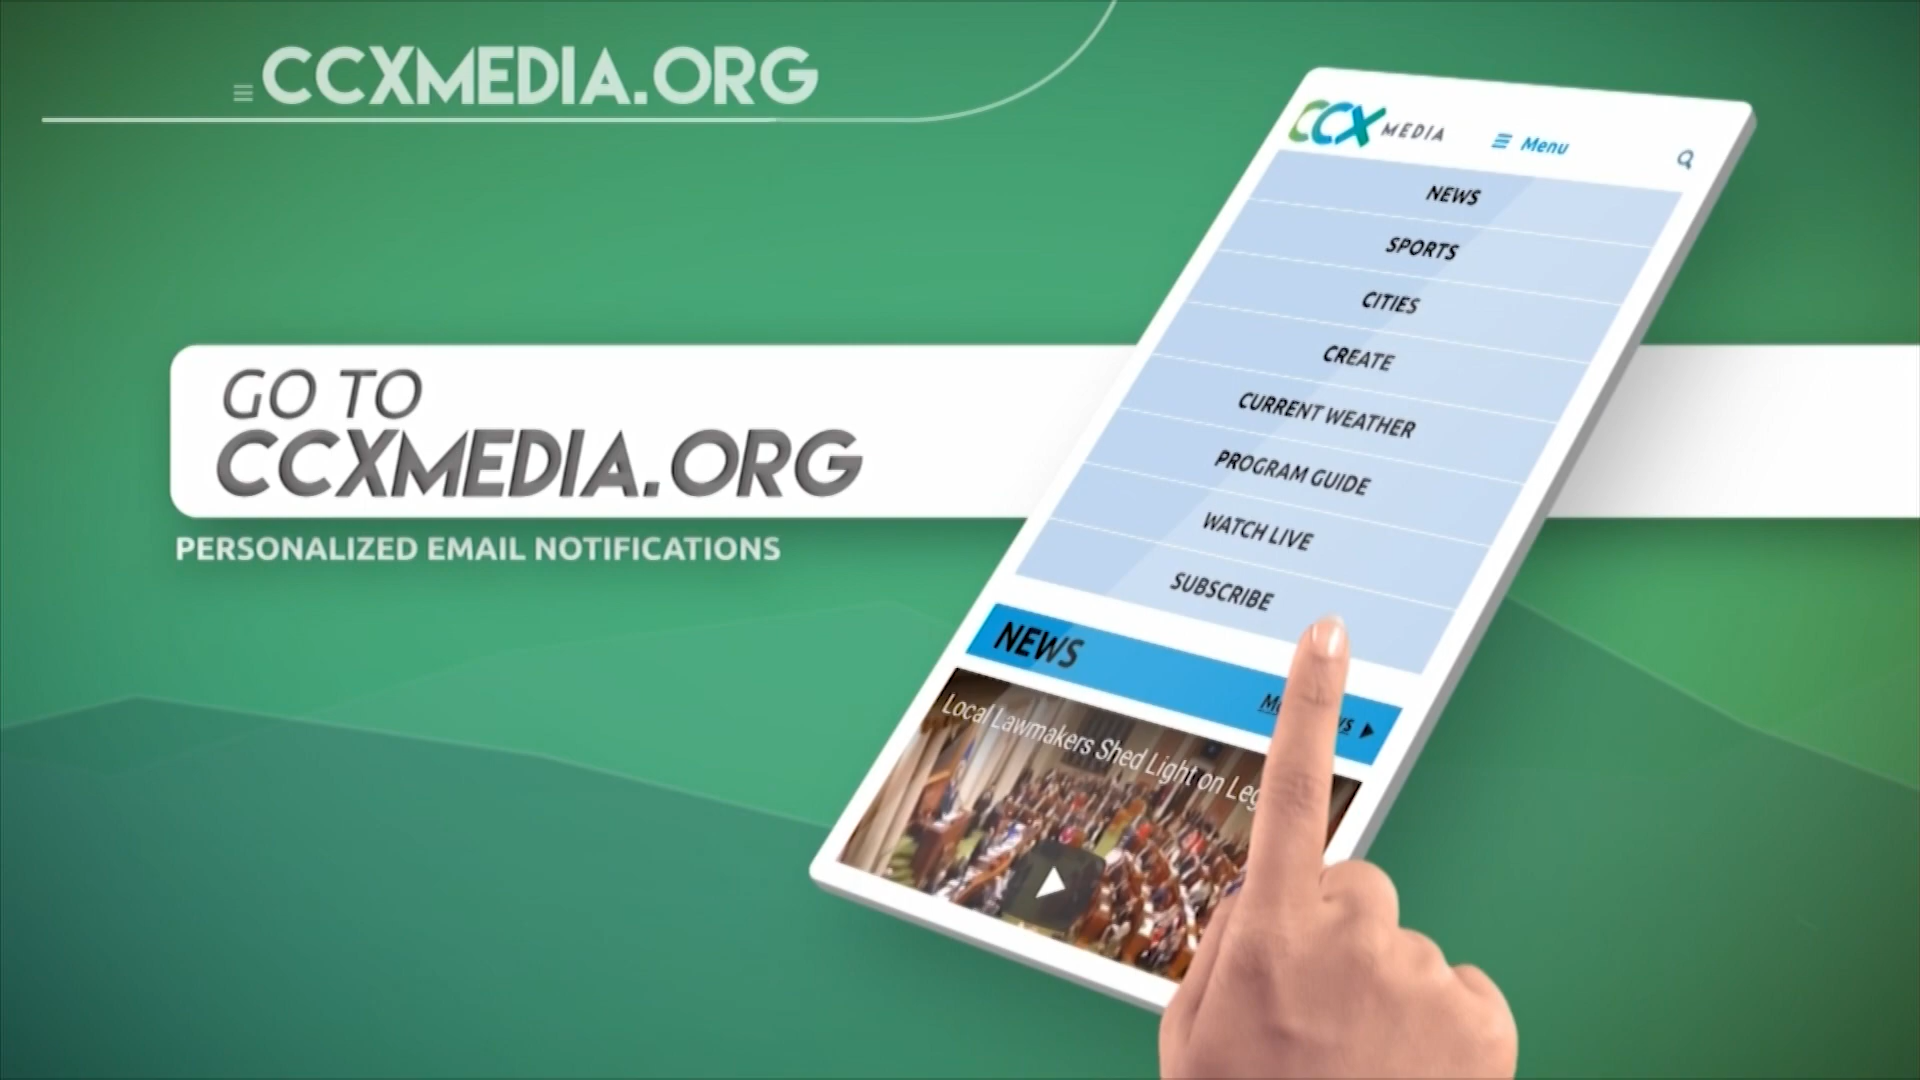 CCXMEDIA.ORG
GO TO
CCXMEDIA.ORG
PERSONALIZED EMAIL NOTIFICATIONS
CCX MEDIA
Menu
NEWS
SPORTS
CITIES
CREATE
CURRENT WEATHER
PROGRAM GUIDE
WATCH LIVE
SUBSCRIBE
NEWS
Local Lawmakers Shed Light on